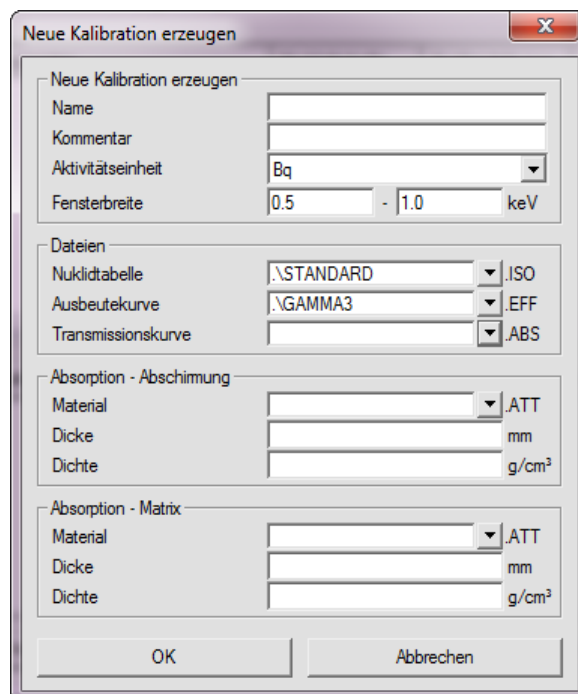 Neue Kalibration erzeugen
Neue Kalibration erzeugen
Name
Kommentar
Aktivitätseinheit Bq
Fensterbreite 0.5 - 1.0 keV
Dateien
Nuklidtabelle .\STANDARD .ISO
Ausbeutekurve .\GAMMA3 .EFF
Transmissionskurve .ABS
Absorption - Abschirmung
Material .ATT
Dicke mm
Dichte g/cm³
Absorption - Matrix
Material .ATT
Dicke mm
Dichte g/cm³
OK Abbrechen